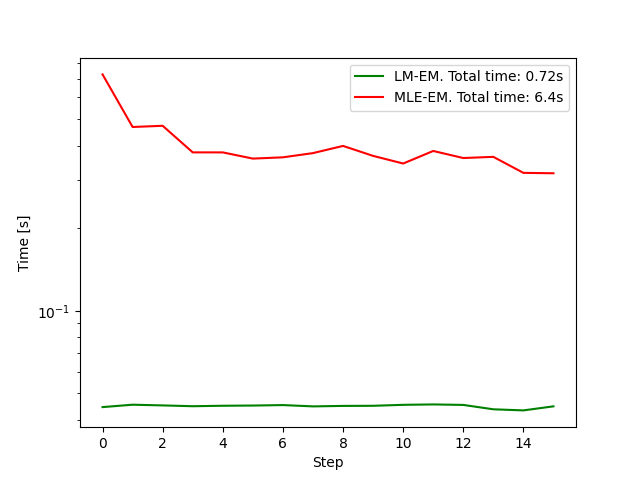 LM-EM. Total time: 0.72s
MLE-EM. Total time: 6.4s
Time [s]
10⁻¹
0 2 4 6 8 10 12 14
Step